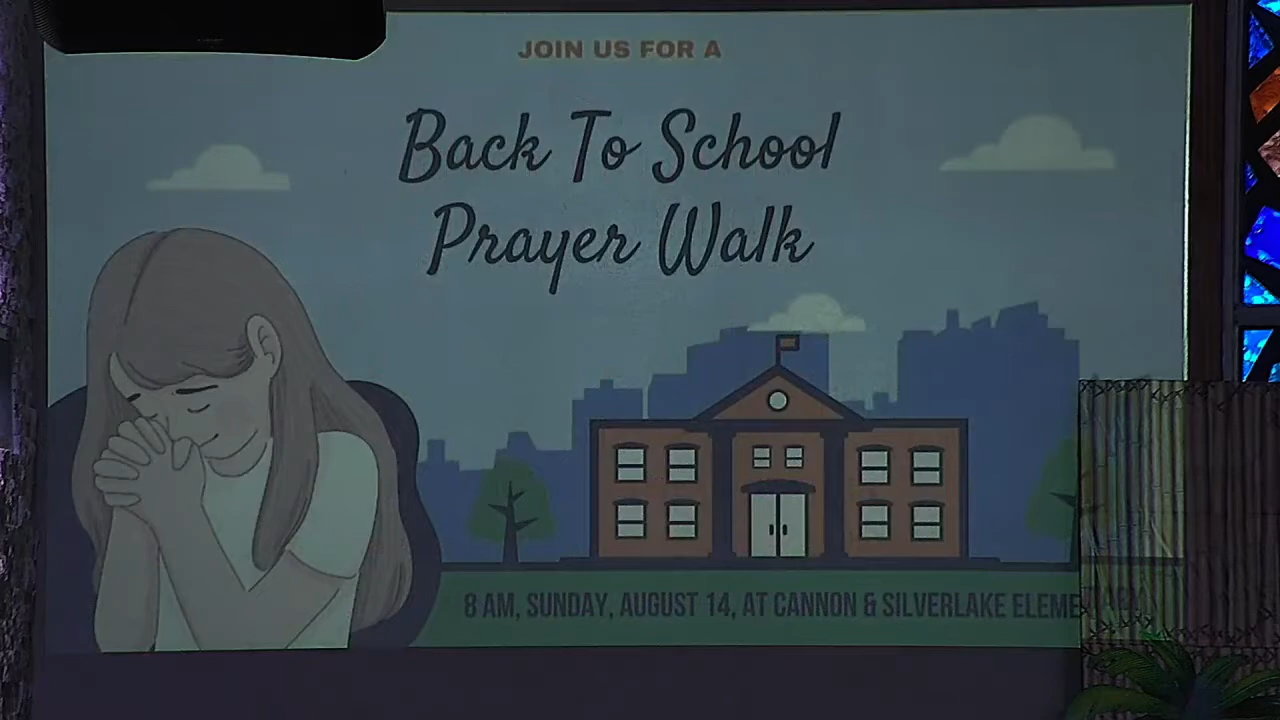 JOIN US FOR A
Back To School
Prayer Walk
8 AM, SUNDAY, AUGUST 14, AT CANNON & SILVERLAKE